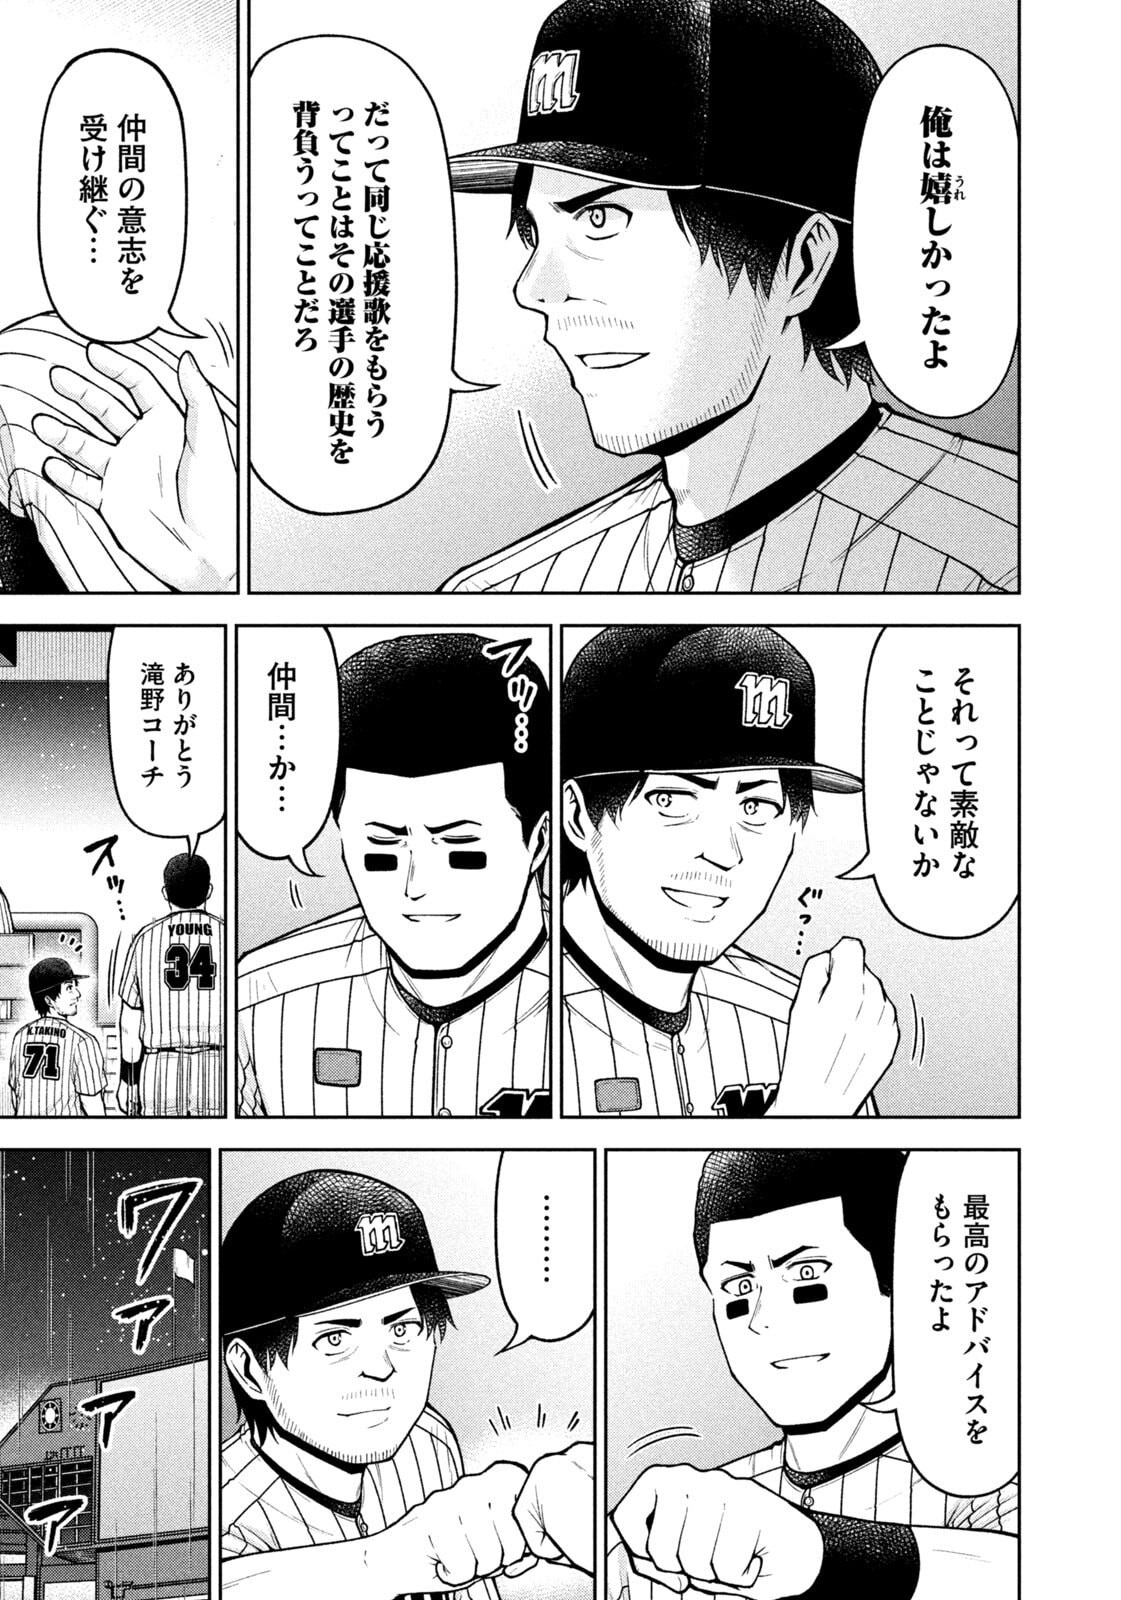 俺は嬉しかったよ
うれ
だって同じ応援歌をもらう
ってことはその選手の歴史を
背負うってことだろ
m
仲間の意志を
受け継ぐ…
それって素敵な
ことじゃないか
ぐっ…
m
フッ…
仲間…か…
ありがとう
滝野コーチ
スッ…
YOUNG
34
K.TAKINO
71
最高のアドバイスを
もらったよ
………
m
ワァァァ